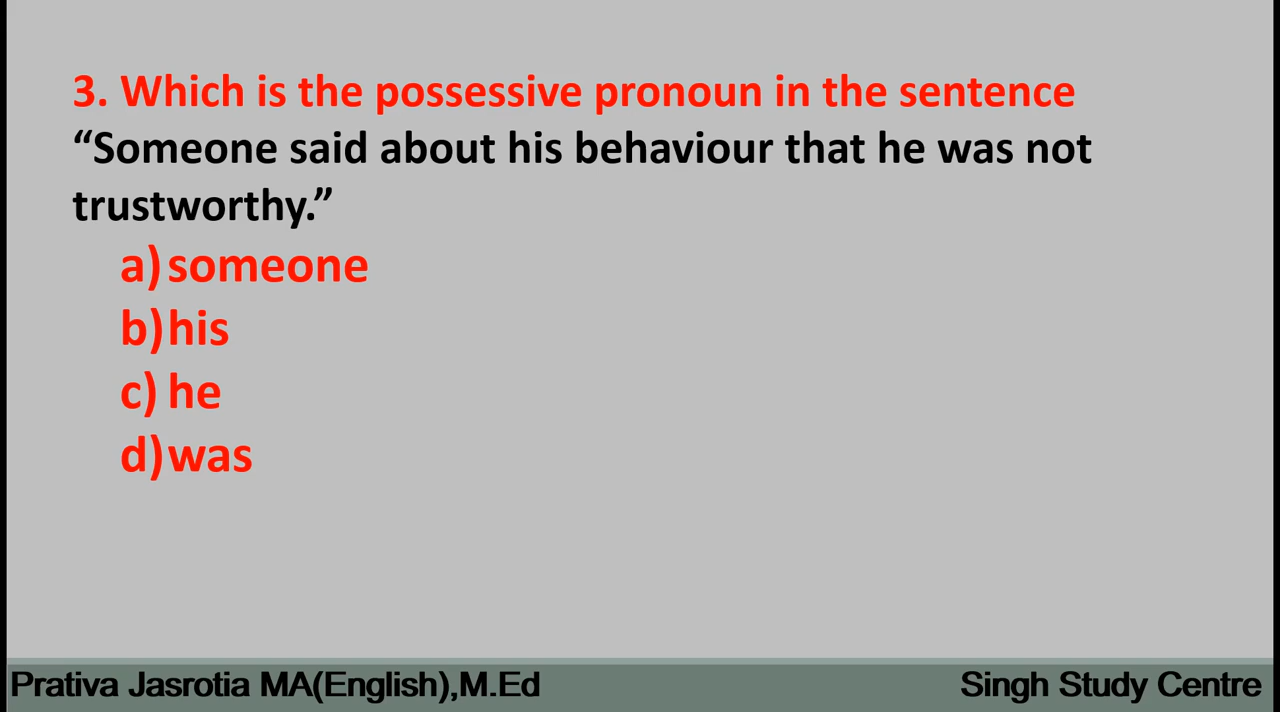 3. Which is the possessive pronoun in the sentence
“Someone said about his behaviour that he was not
trustworthy.”
a) someone
b) his
c) he
d) was
Prativa Jasrotia MA(English),M.Ed
Singh Study Centre